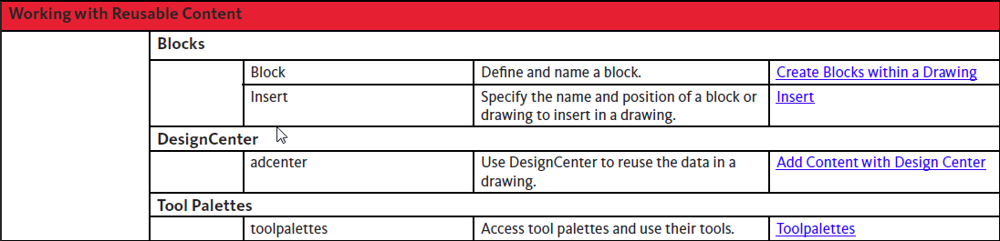 Working with Reusable Content
Blocks
Block Define and name a block. Create Blocks within a Drawing
Insert Specify the name and position of a block or Insert
drawing to insert in a drawing.
DesignCenter
adcenter Use DesignCenter to reuse the data in a Add Content with Design Center
drawing.
Tool Palettes
toolpalettes Access tool palettes and use their tools. Toolpalettes